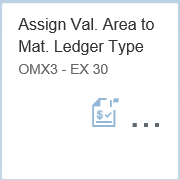 Assign Val. Area to
Mat. Ledger Type
OMX3 - EX 30
...